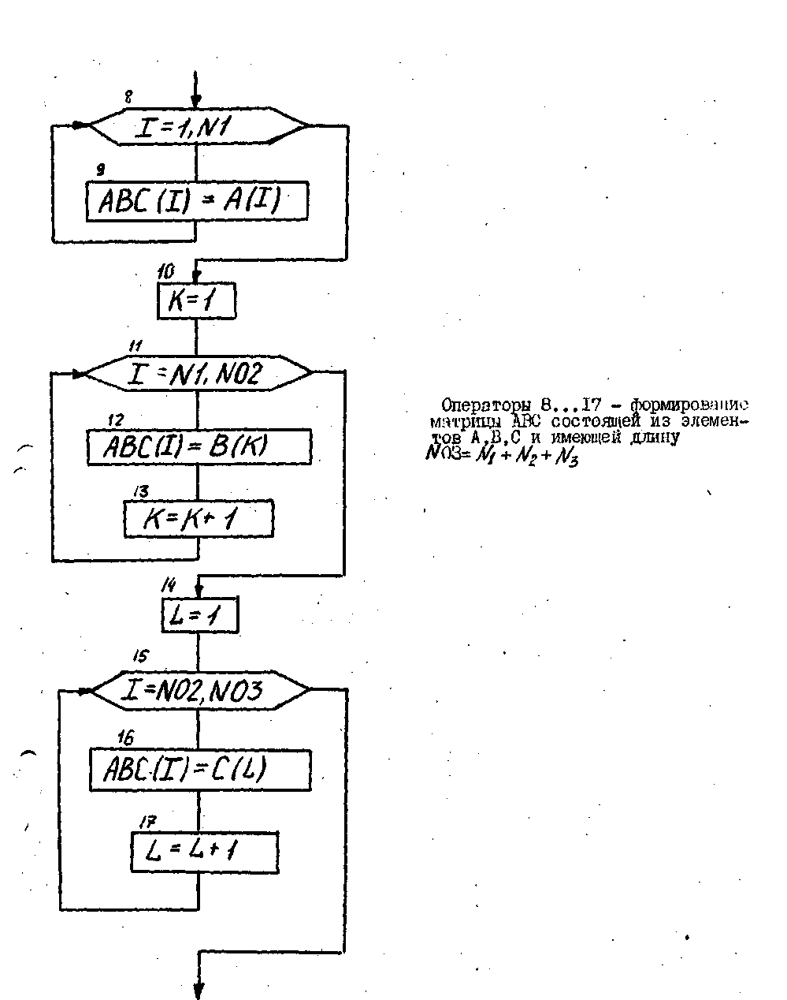 8
I=1,N1
9
ABC(I) = A(I)
10
K=1
11
I=N1,N02
12
ABC(I)=B(K)
13
K=K+1
14
L=1
15
I=N02,N03
16
ABC(I)=C(L)
17
L=L+1
Операторы 8...17 - формирование
матрицы ABC состоящей из элемен-
тов А,В,С и имеющей длину
N03= N1 + N2 + N3